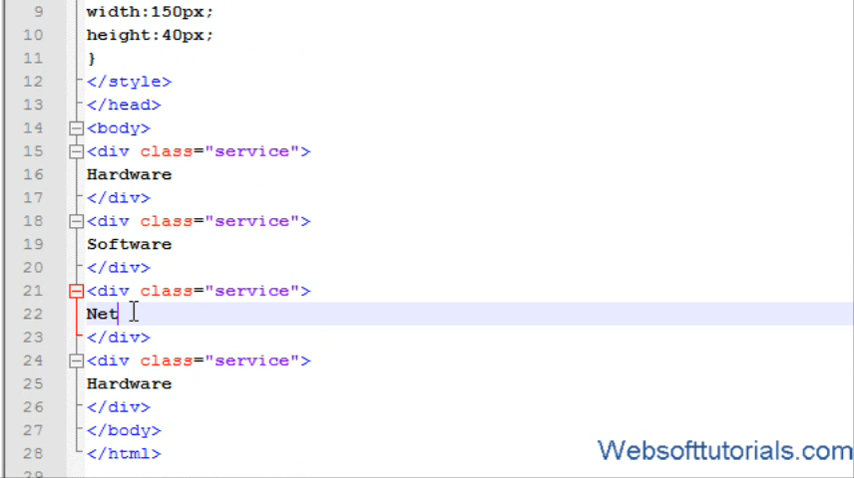 9 width:150px;
10 height:40px;
11 }
12 </style>
13 </head>
14 <body>
15 <div class="service">
16 Hardware
17 </div>
18 <div class="service">
19 Software
20 </div>
21 <div class="service">
22 Net
23 </div>
24 <div class="service">
25 Hardware
26 </div>
27 </body>
28 </html>
29
Websofttutorials.com